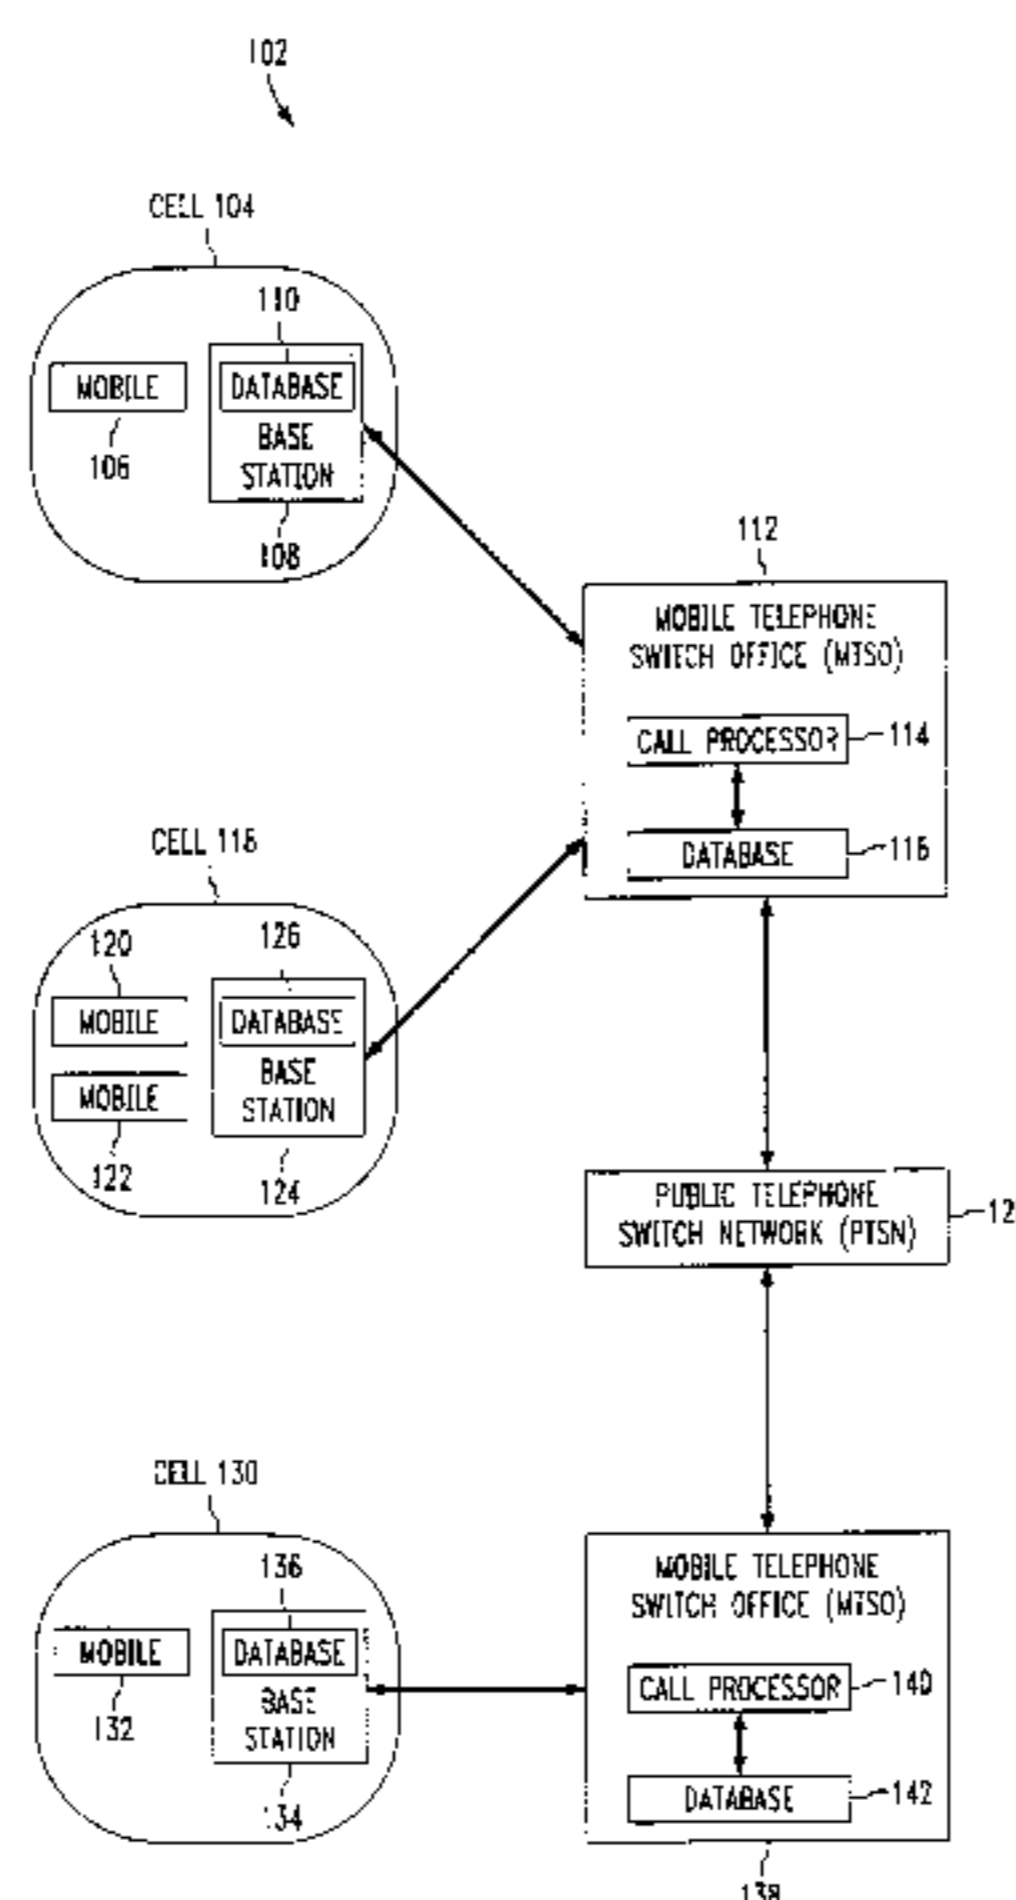 102
CELL 104
110
MOBILE
DATABASE
BASE
STATION
106
108
112
MOBILE TELEPHONE
SWITCH OFFICE (MTSO)
CALL PROCESSOR
114
DATABASE
116
CELL 118
120
126
MOBILE
DATABASE
MOBILE
BASE
STATION
122
124
PUBLIC TELEPHONE
SWITCH NETWORK (PTSN)
CELL 130
136
MOBILE
DATABASE
BASE
STATION
132
134
MOBILE TELEPHONE
SWITCH OFFICE (MTSO)
CALL PROCESSOR
140
DATABASE
142
138